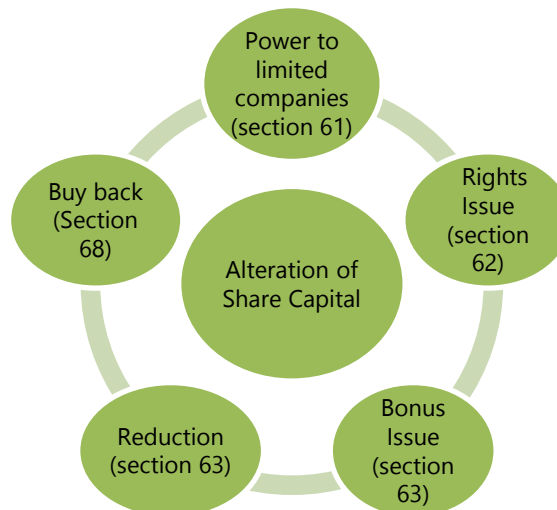 Power to
limited
companies
(section 61)
Rights
Issue
(section
62)
Bonus
Issue
(section
63)
Reduction
(section 63)
Buy back
(Section
68)
Alteration of
Share Capital